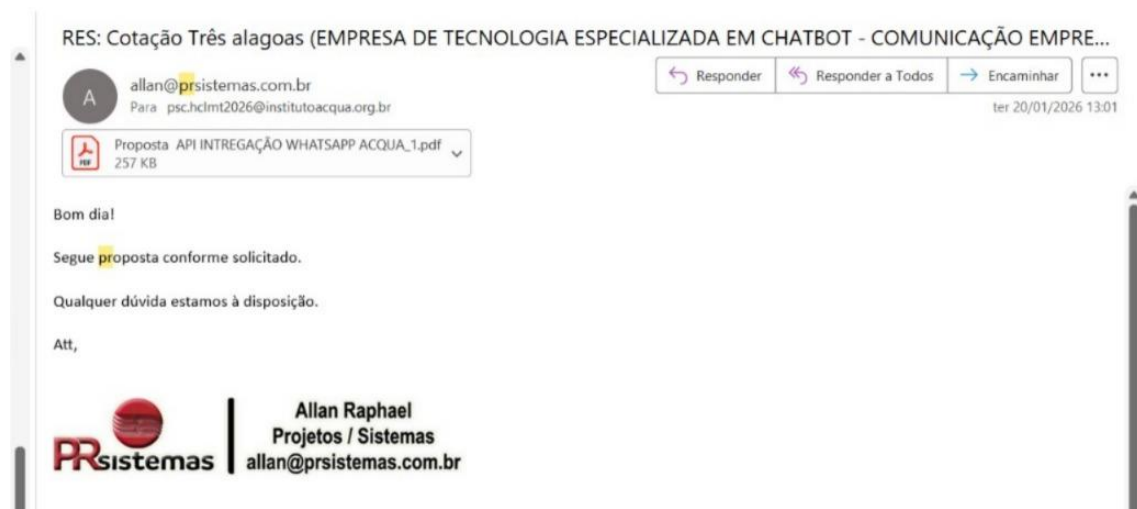 RES: Cotação Três alagoas (EMPRESA DE TECNOLOGIA ESPECIALIZADA EM CHATBOT - COMUNICAÇÃO EMPRE...
A
allan@prsistemas.com.br
Para psc.hclmt2026@institutoacqua.org.br
Responder
Responder a Todos
Encaminhar
ter 20/01/2026 13:01
PDF
Proposta API INTREGAÇÃO WHATSAPP ACQUA_1.pdf
257 KB
Bom dia!
Segue proposta conforme solicitado.
Qualquer dúvida estamos à disposição.
Att,
PRsistemas
Allan Raphael
Projetos / Sistemas
allan@prsistemas.com.br